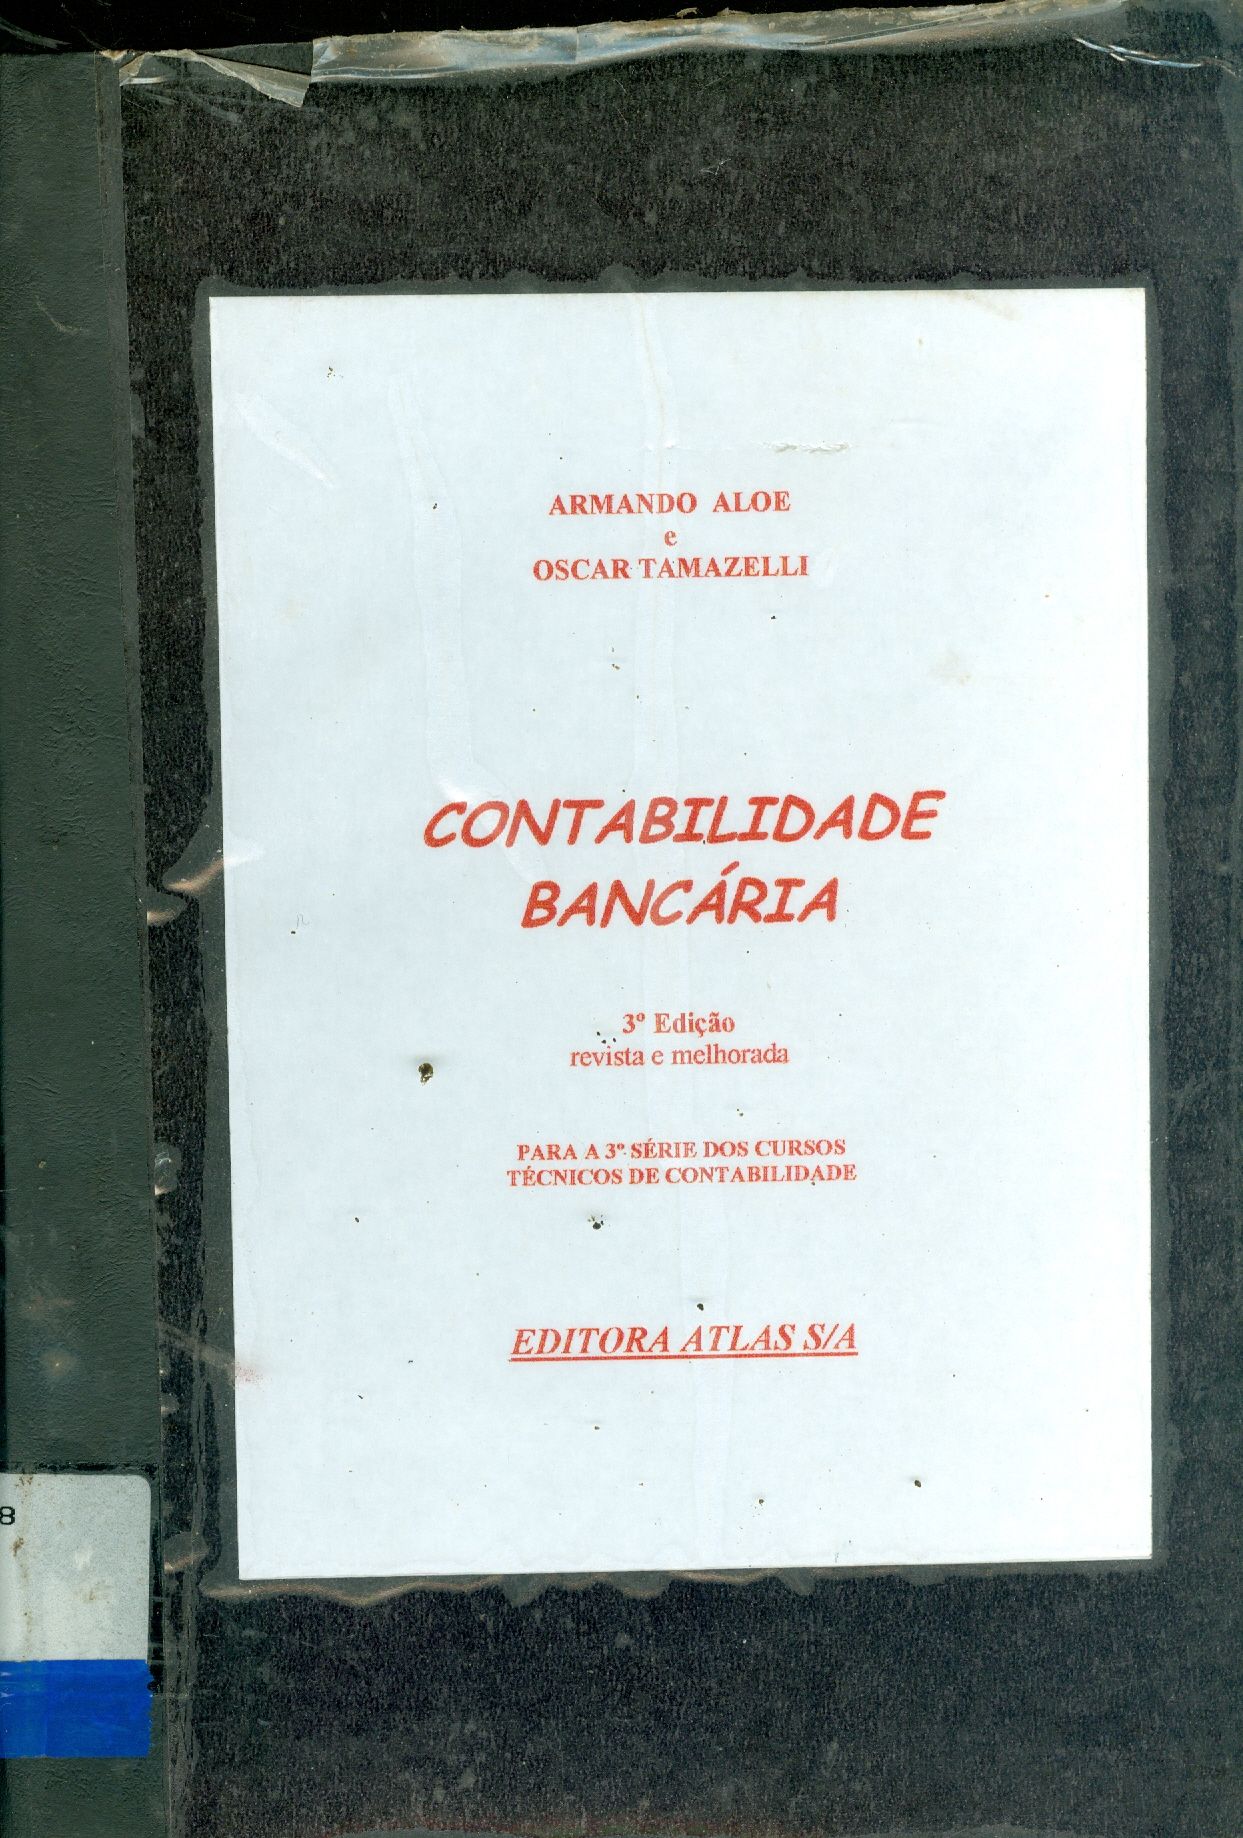 ARMANDO ALOE
e
OSCAR TAMAZELLI
CONTABILIDADE
BANCÁRIA
3º Edição
revista e melhorada
PARA A 3º SÉRIE DOS CURSOS
TÉCNICOS DE CONTABILIDADE
EDITORA ATLAS S/A
8